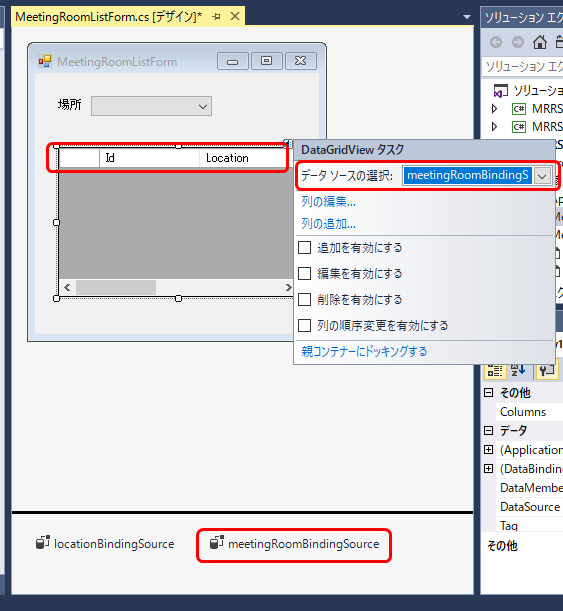 MeetingRoomListForm.cs [デザイン]*
ソリューション エク
ソリューション エク
ソリューショ
MRRS
MRRS
MeetingRoomListForm
場所
Id
Location
DataGridView タスク
データ ソースの選択:
meetingRoomBindingS
列の編集...
列の追加...
追加を有効にする
編集を有効にする
削除を有効にする
列の順序変更を有効にする
親コンテナーにドッキングする
その他
Columns
データ
(Application
(DataBindin
DataMembe
DataSource
Tag
その他
locationBindingSource
meetingRoomBindingSource